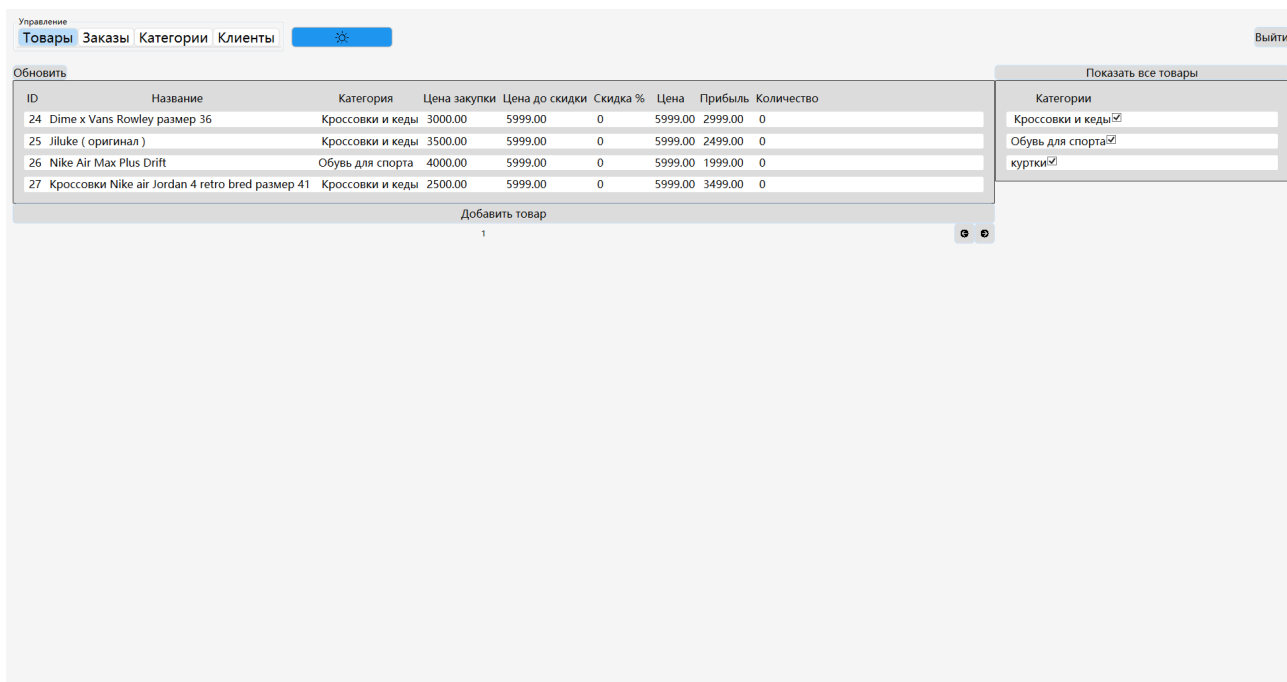 Управление
Товары Заказы Категории Клиенты
Выйти
Обновить
Показать все товары
ID Название Категория Цена закупки Цена до скидки Скидка % Цена Прибыль Количество
24 Dime x Vans Rowley размер 36 Кроссовки и кеды 3000.00 5999.00 0 5999.00 2999.00 0
25 Jiluke ( оригинал ) Кроссовки и кеды 3500.00 5999.00 0 5999.00 2499.00 0
26 Nike Air Max Plus Drift Обувь для спорта 4000.00 5999.00 0 5999.00 1999.00 0
27 Кроссовки Nike air Jordan 4 retro bred размер 41 Кроссовки и кеды 2500.00 5999.00 0 5999.00 3499.00 0
Добавить товар
1
Категории
Кроссовки и кеды
Обувь для спорта
куртки